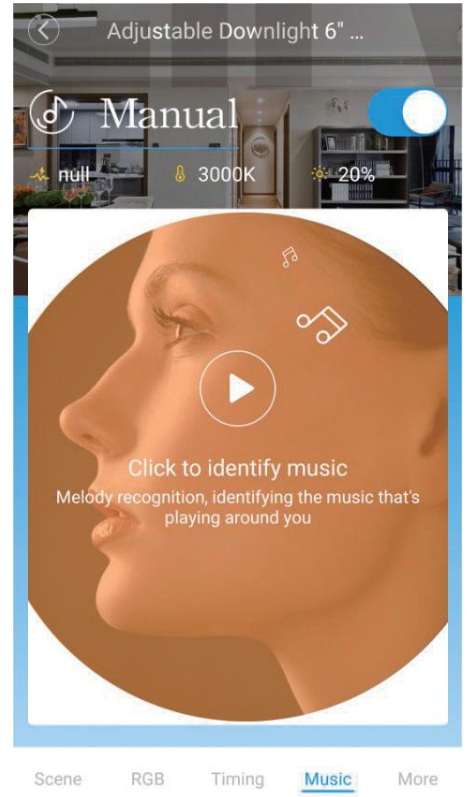 Adjustable Downlight 6" ...
Manual
null 3000K 20%
Click to identify music
Melody recognition, identifying the music that's
playing around you
Scene RGB Timing Music More